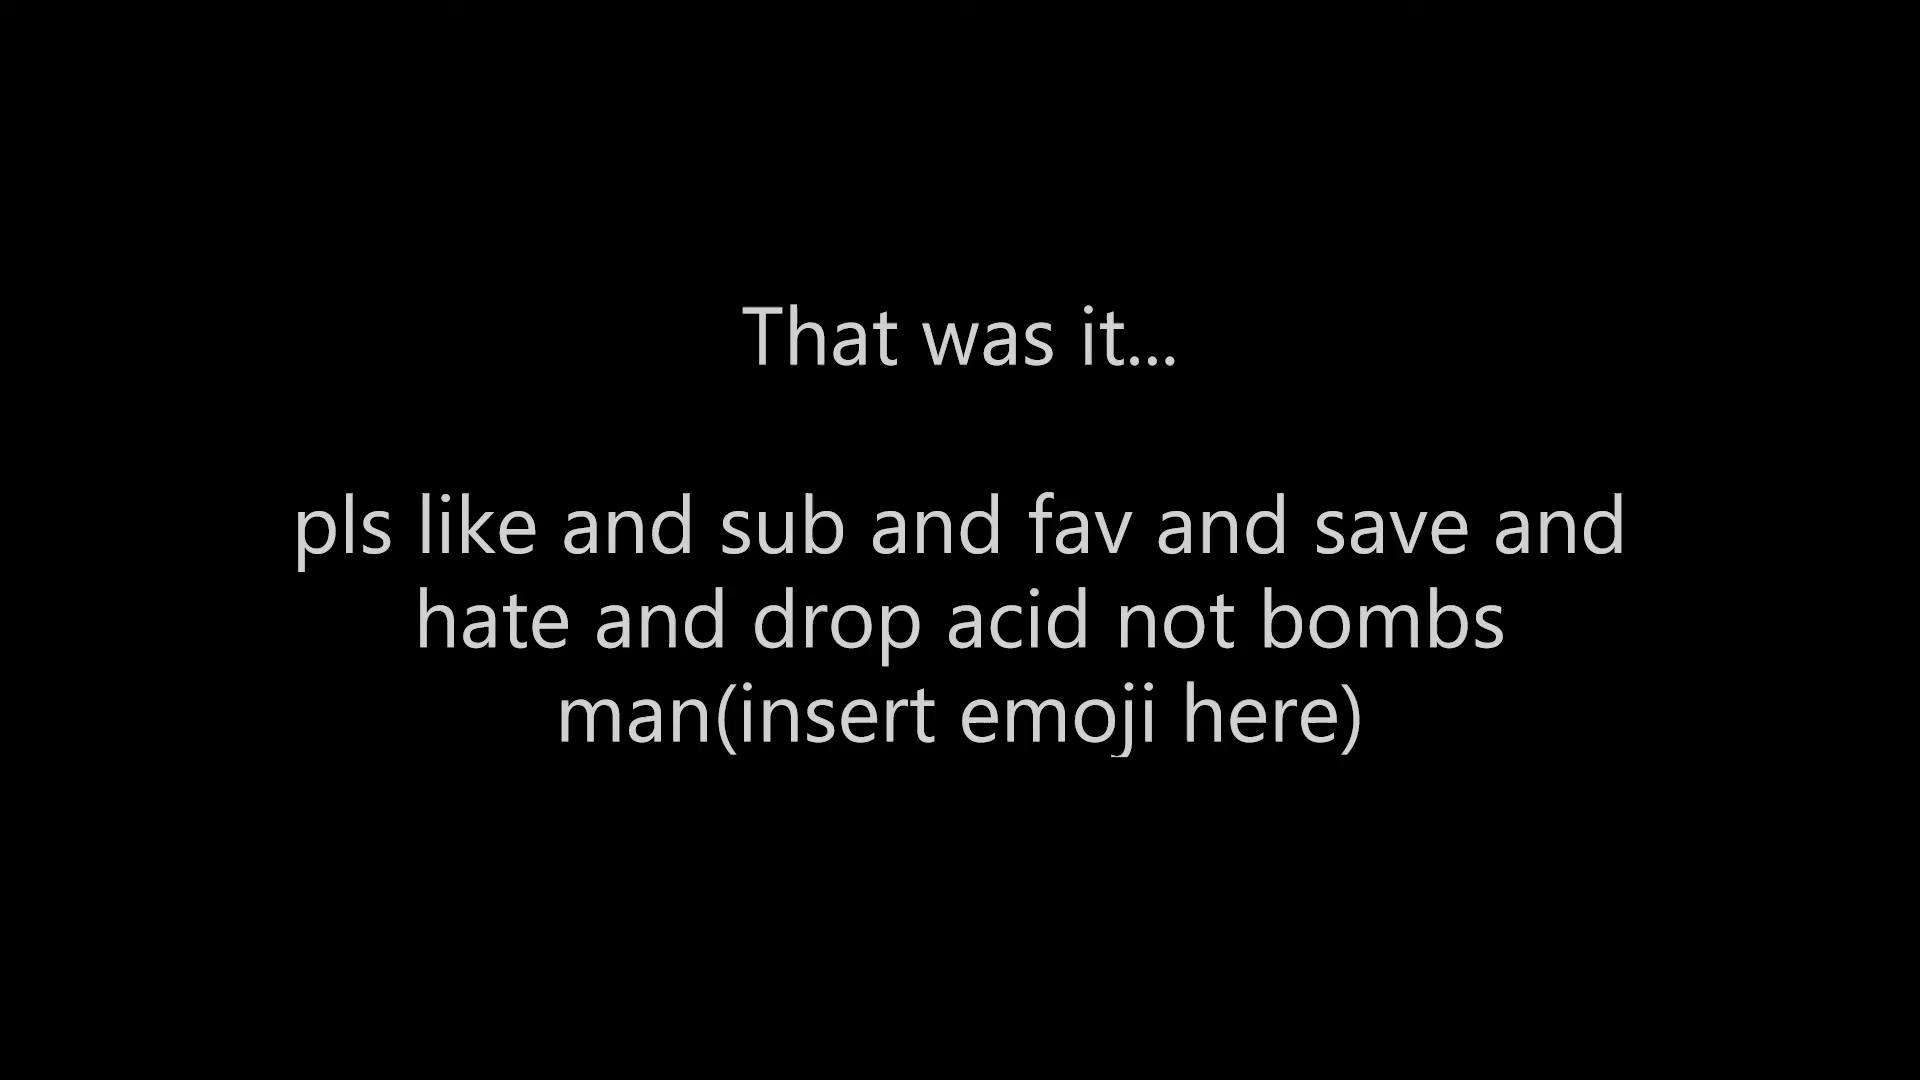 That was it...
pls like and sub and fav and save and
hate and drop acid not bombs
man(insert emoji here)